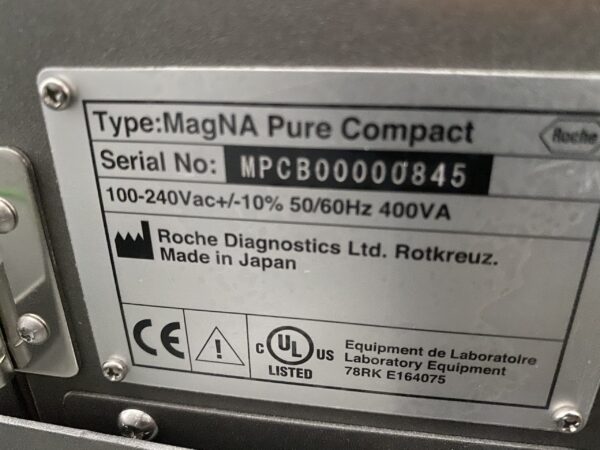 Type:MagNA Pure Compact
Roche
Serial No: MPCB00000845
100-240Vac+/-10% 50/60Hz 400VA
Roche Diagnostics Ltd. Rotkreuz.
Made in Japan
CE
C UL US
LISTED
Equipment de Laboratoire
Laboratory Equipment
78RK E164075